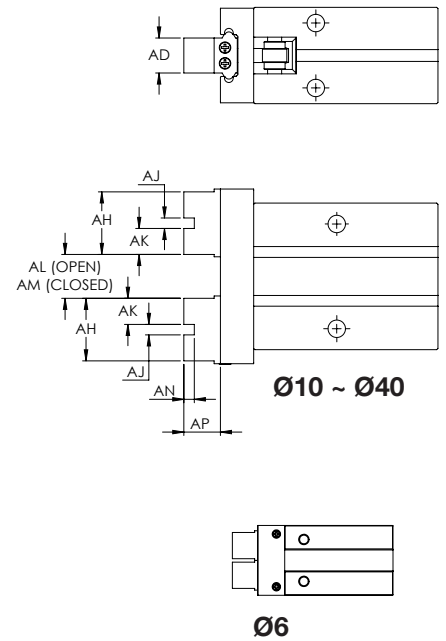 AD
AJ
AH
AK
AL (OPEN)
AM (CLOSED)
AK
AH
AJ
AN
AP
Ø10 ~ Ø40
Ø6